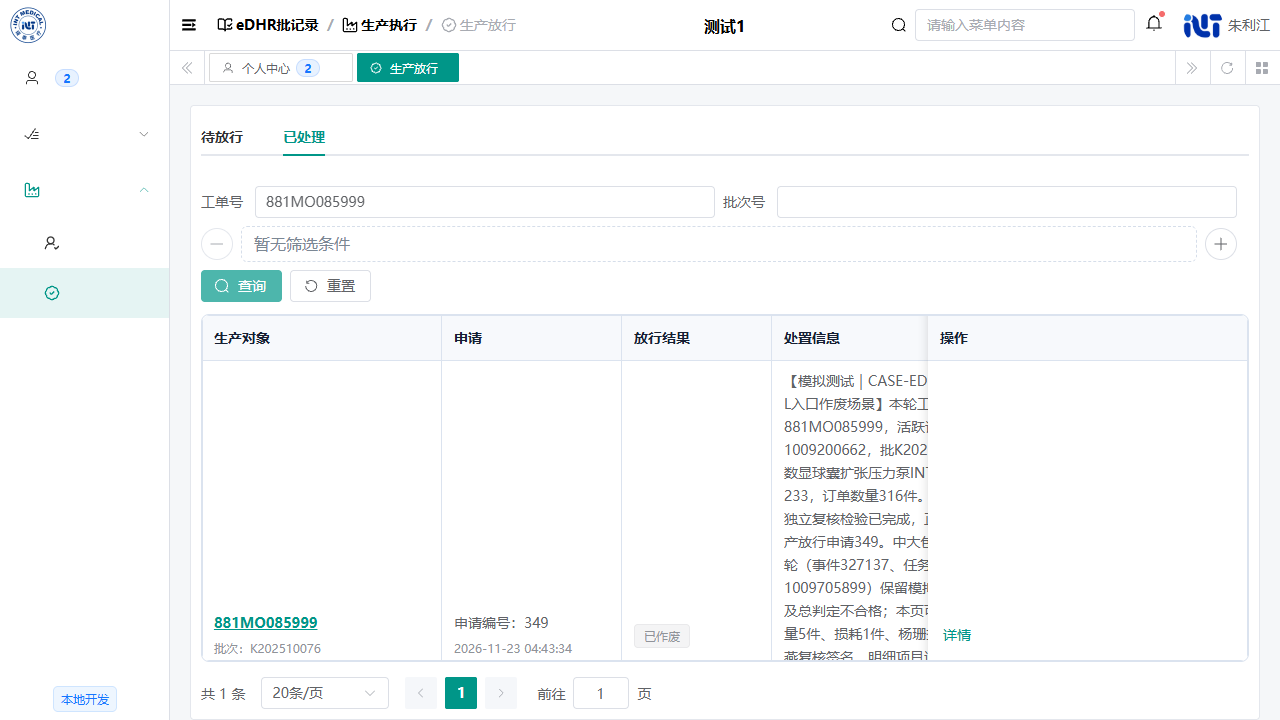 eDHR批记录 / 生产执行 / 生产放行
测试1
请输入菜单内容
朱利江
2
个人中心 2
生产放行
待放行
已处理
工单号 881MO085999
批次号
暂无筛选条件
查询
重置
生产对象
申请
放行结果
处置信息
操作
881MO085999
批次：K202510076
申请编号：349
2026-11-23 04:43:34
已作废
【模拟测试｜CASE-ED
L入口作废场景】本轮工
881MO085999，活跃
1009200662，批K202
数显球囊扩张压力泵IN
233，订单数量316件。
独立复核检验已完成，
产放行申请349。中大
轮（事件327137、任务
1009705899）保留模
及总判定不合格；本页
量5件、损耗1件、杨珊
燕复核签名，明细项目
详情
共 1 条
20条/页
1
前往 1 页
本地开发